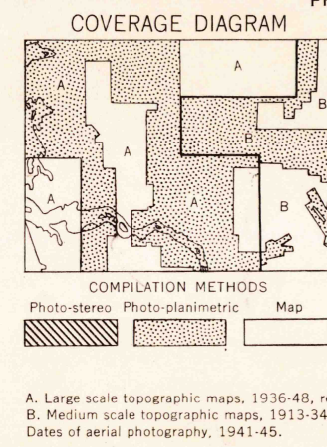 COVERAGE DIAGRAM
A
A
B
A
B
A
A
B
COMPILATION METHODS
Photo-stereo Photo-planimetric Map
A. Large scale topographic maps, 1936-48,
B. Medium scale topographic maps, 1913-34
Dates of aerial photography, 1941-45.